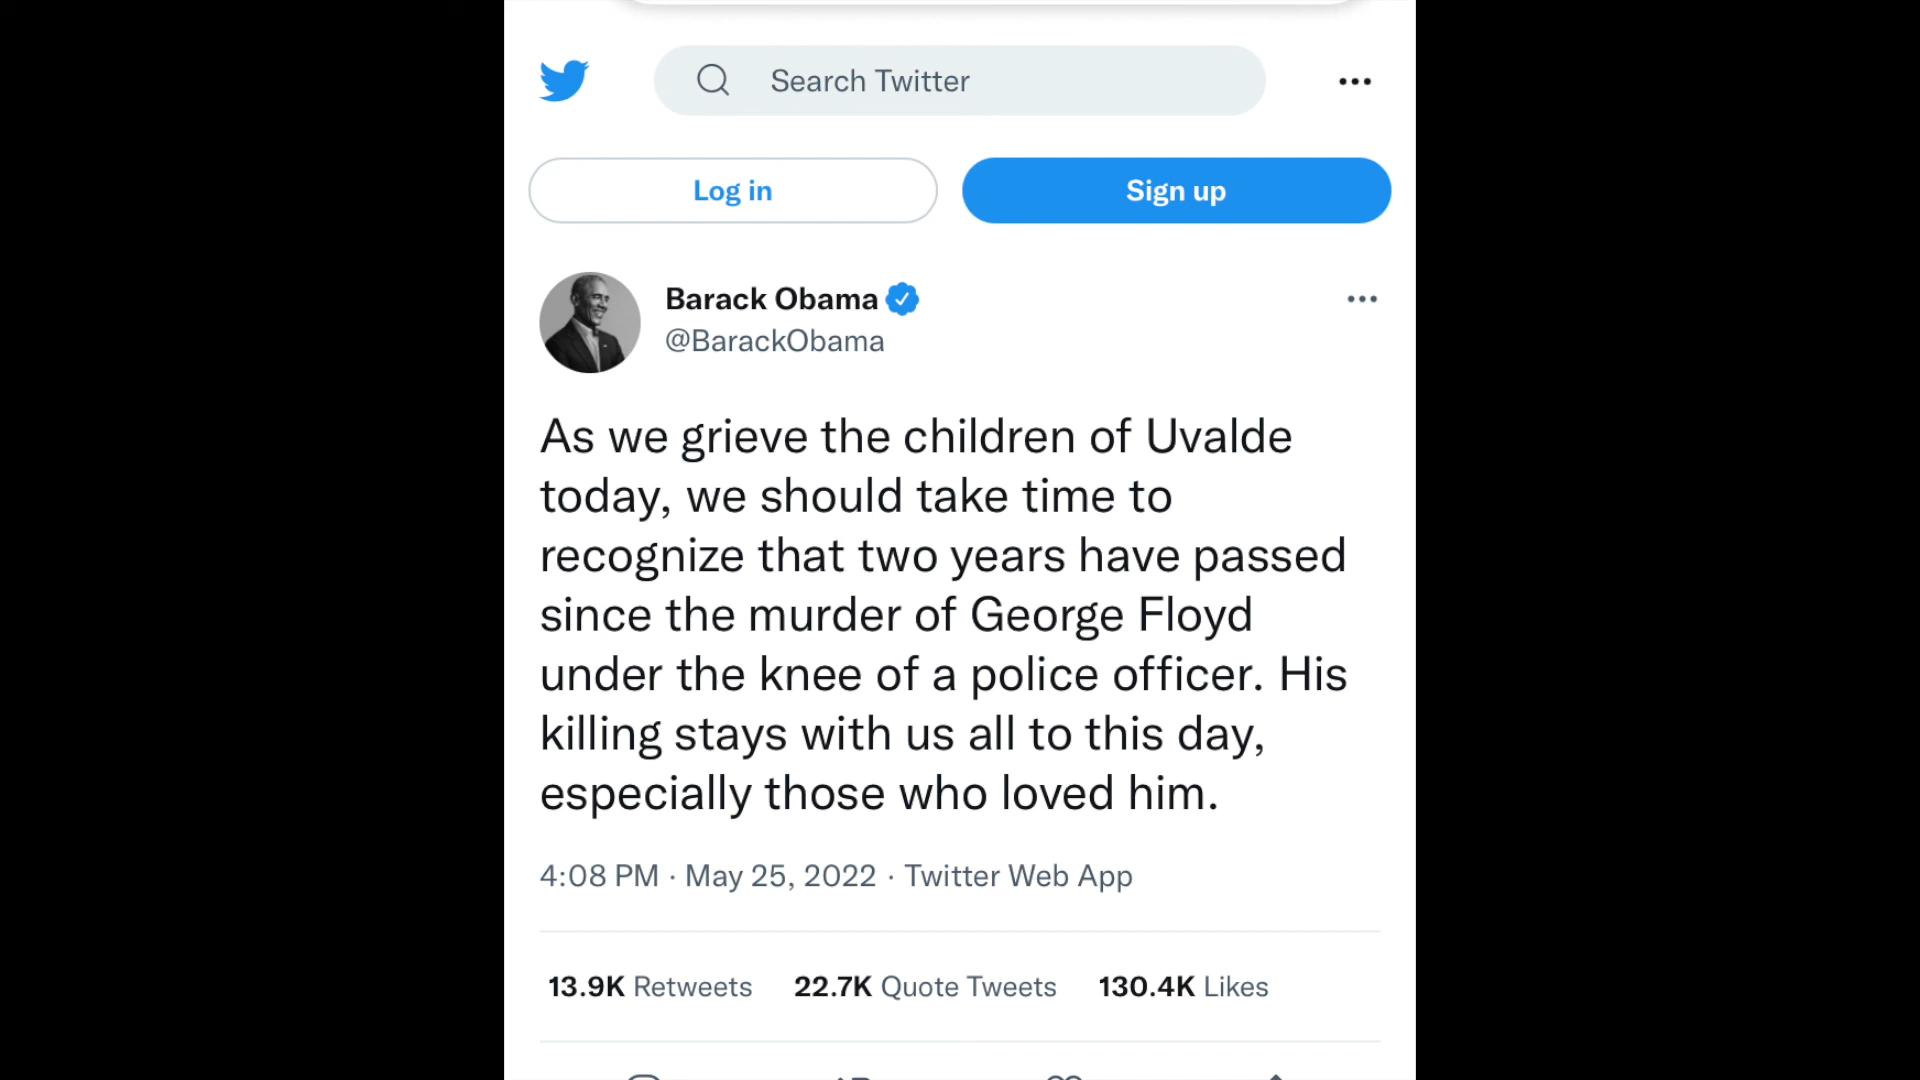 Search Twitter
Log in
Sign up
Barack Obama
@BarackObama
As we grieve the children of Uvalde
today, we should take time to
recognize that two years have passed
since the murder of George Floyd
under the knee of a police officer. His
killing stays with us all to this day,
especially those who loved him.
4:08 PM · May 25, 2022 · Twitter Web App
13.9K Retweets 22.7K Quote Tweets 130.4K Likes